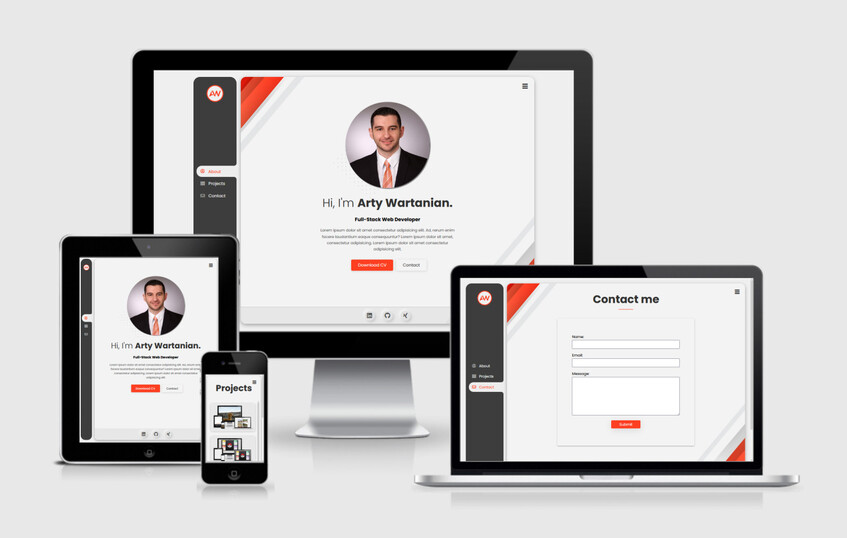 AW
About
Projects
Contact
Hi, I'm Arty Wartanian.
Full-Stack Web Developer
Lorem ipsum dolor sit amet consectetur adipisicing elit. Ad, rerum enim
facere laudantium eaque consequuntur? Lorem ipsum dolor sit amet,
consectetur adipisicing elit. Lorem ipsum dolor sit amet, consectetur
adipisicing elit.
Download CV
Contact
Hi, I'm Arty Wartanian.
Full-Stack Web Developer
Download CV
Contact
Projects
AW
About
Projects
Contact
Contact me
Name:
Email:
Message:
Submit